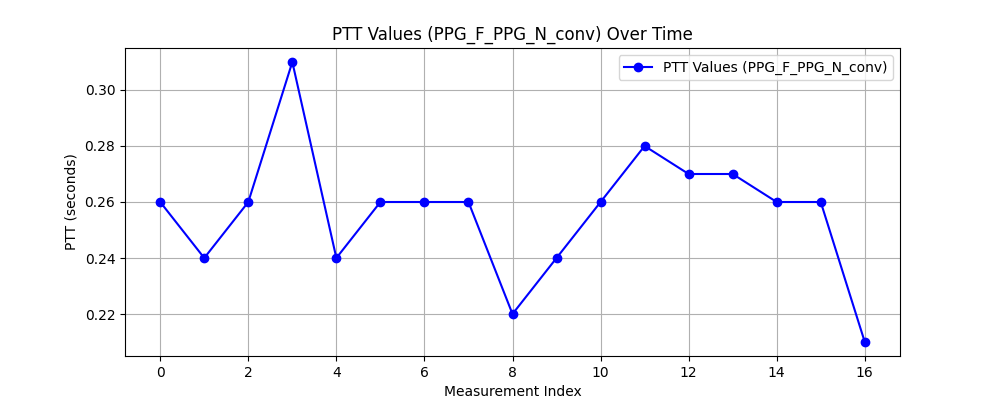 PTT Values (PPG_F_PPG_N_conv) Over Time
PTT Values (PPG_F_PPG_N_conv)
PTT (seconds)
0.30
0.28
0.26
0.24
0.22
0 2 4 6 8 10 12 14 16
Measurement Index